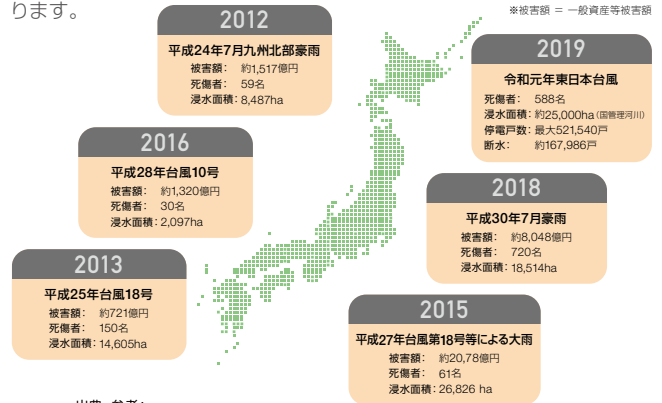 ります。
※被害額 = 一般資産等被害額
2012
平成24年7月九州北部豪雨
被害額： 約1,517億円
死傷者： 59名
浸水面積：8,487ha
2019
令和元年東日本台風
死傷者： 588名
浸水面積：約25,000ha（国管理河川）
停電戸数：最大521,540戸
断水： 約167,986戸
2016
平成28年台風10号
被害額： 約1,320億円
死傷者： 30名
浸水面積：2,097ha
2018
平成30年7月豪雨
被害額： 約8,048億円
死傷者： 720名
浸水面積：18,514ha
2013
平成25年台風18号
被害額： 約721億円
死傷者： 150名
浸水面積：14,605ha
2015
平成27年台風第18号等による大雨
被害額： 約20,78億円
死傷者： 61名
浸水面積：26,826 ha